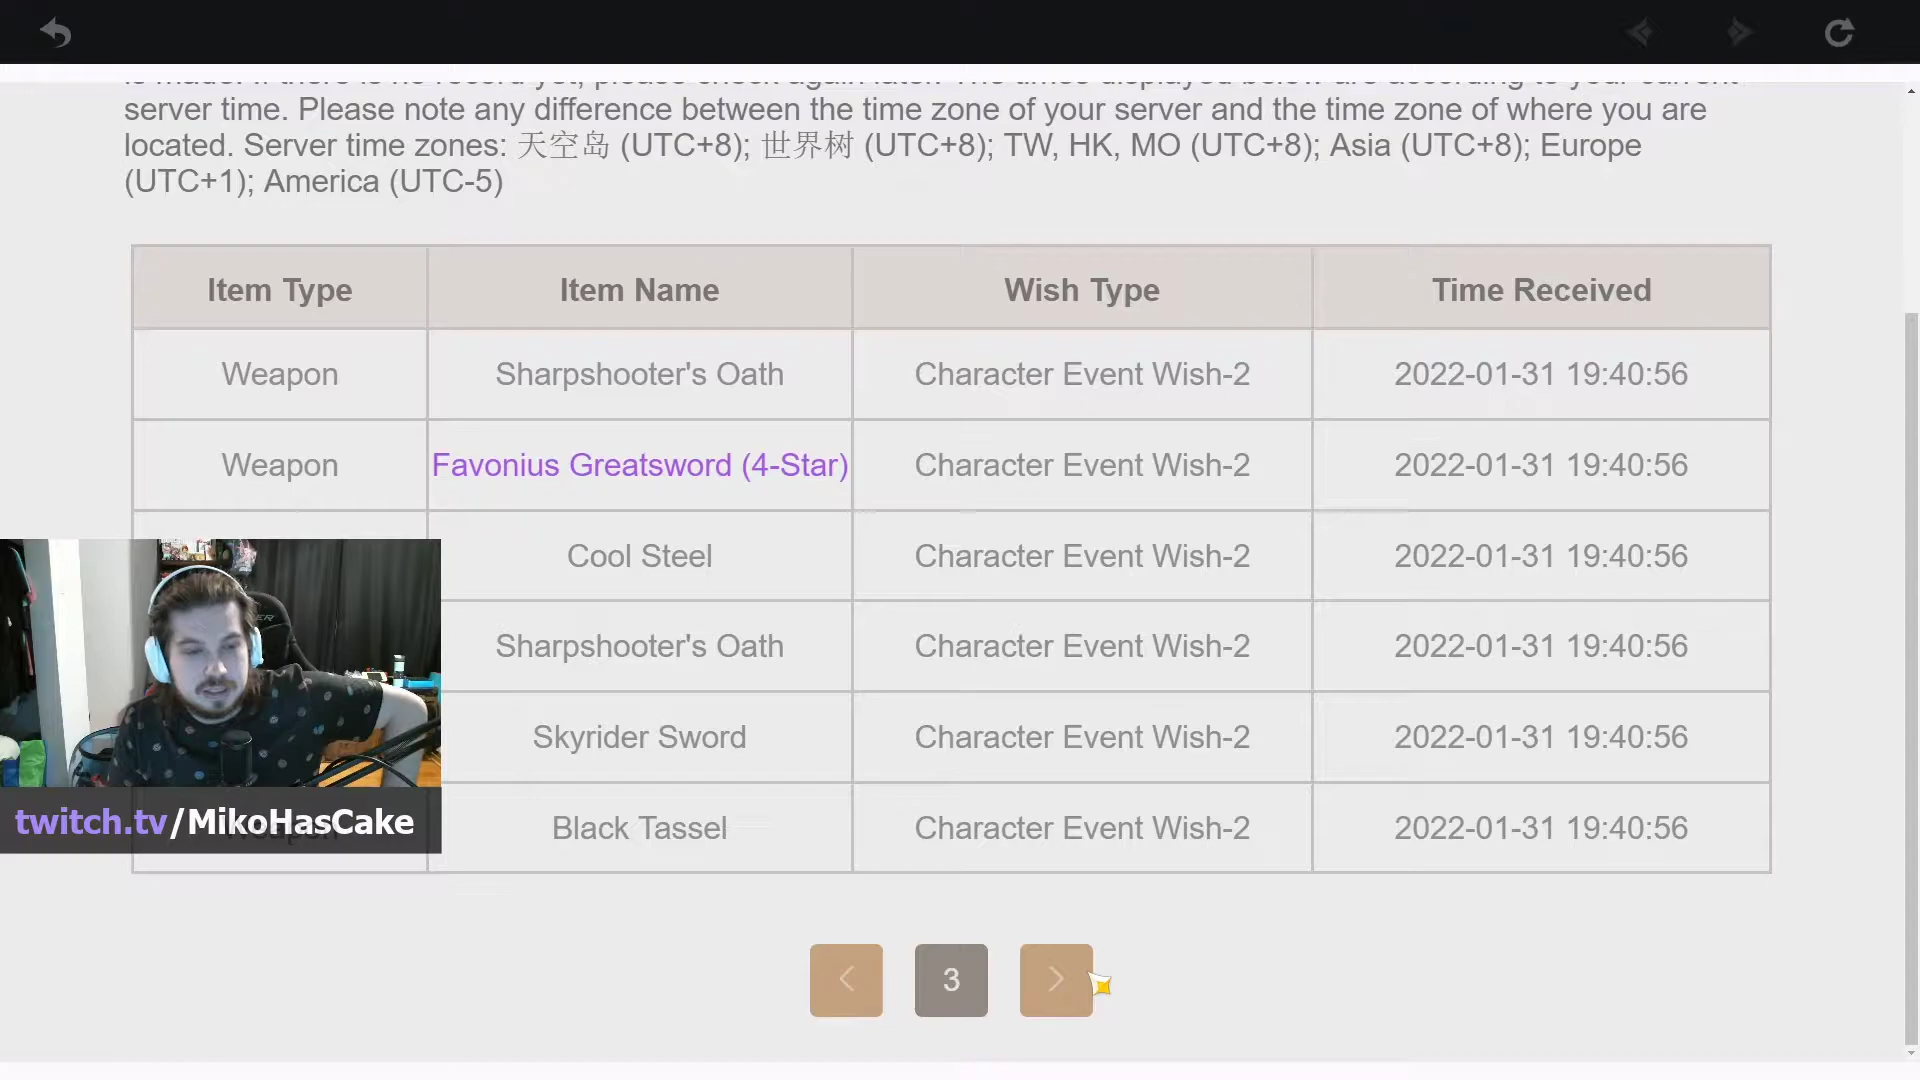 server time. Please note any difference between the time zone of your server and the time zone of where you are
located. Server time zones: 天空岛 (UTC+8); 世界树 (UTC+8); TW, HK, MO (UTC+8); Asia (UTC+8); Europe
(UTC+1); America (UTC-5)
Item Type Item Name Wish Type Time Received
Weapon Sharpshooter's Oath Character Event Wish-2 2022-01-31 19:40:56
Weapon Favonius Greatsword (4-Star) Character Event Wish-2 2022-01-31 19:40:56
Cool Steel Character Event Wish-2 2022-01-31 19:40:56
Sharpshooter's Oath Character Event Wish-2 2022-01-31 19:40:56
Skyrider Sword Character Event Wish-2 2022-01-31 19:40:56
twitch.tv/MikoHasCake
Black Tassel Character Event Wish-2 2022-01-31 19:40:56
3